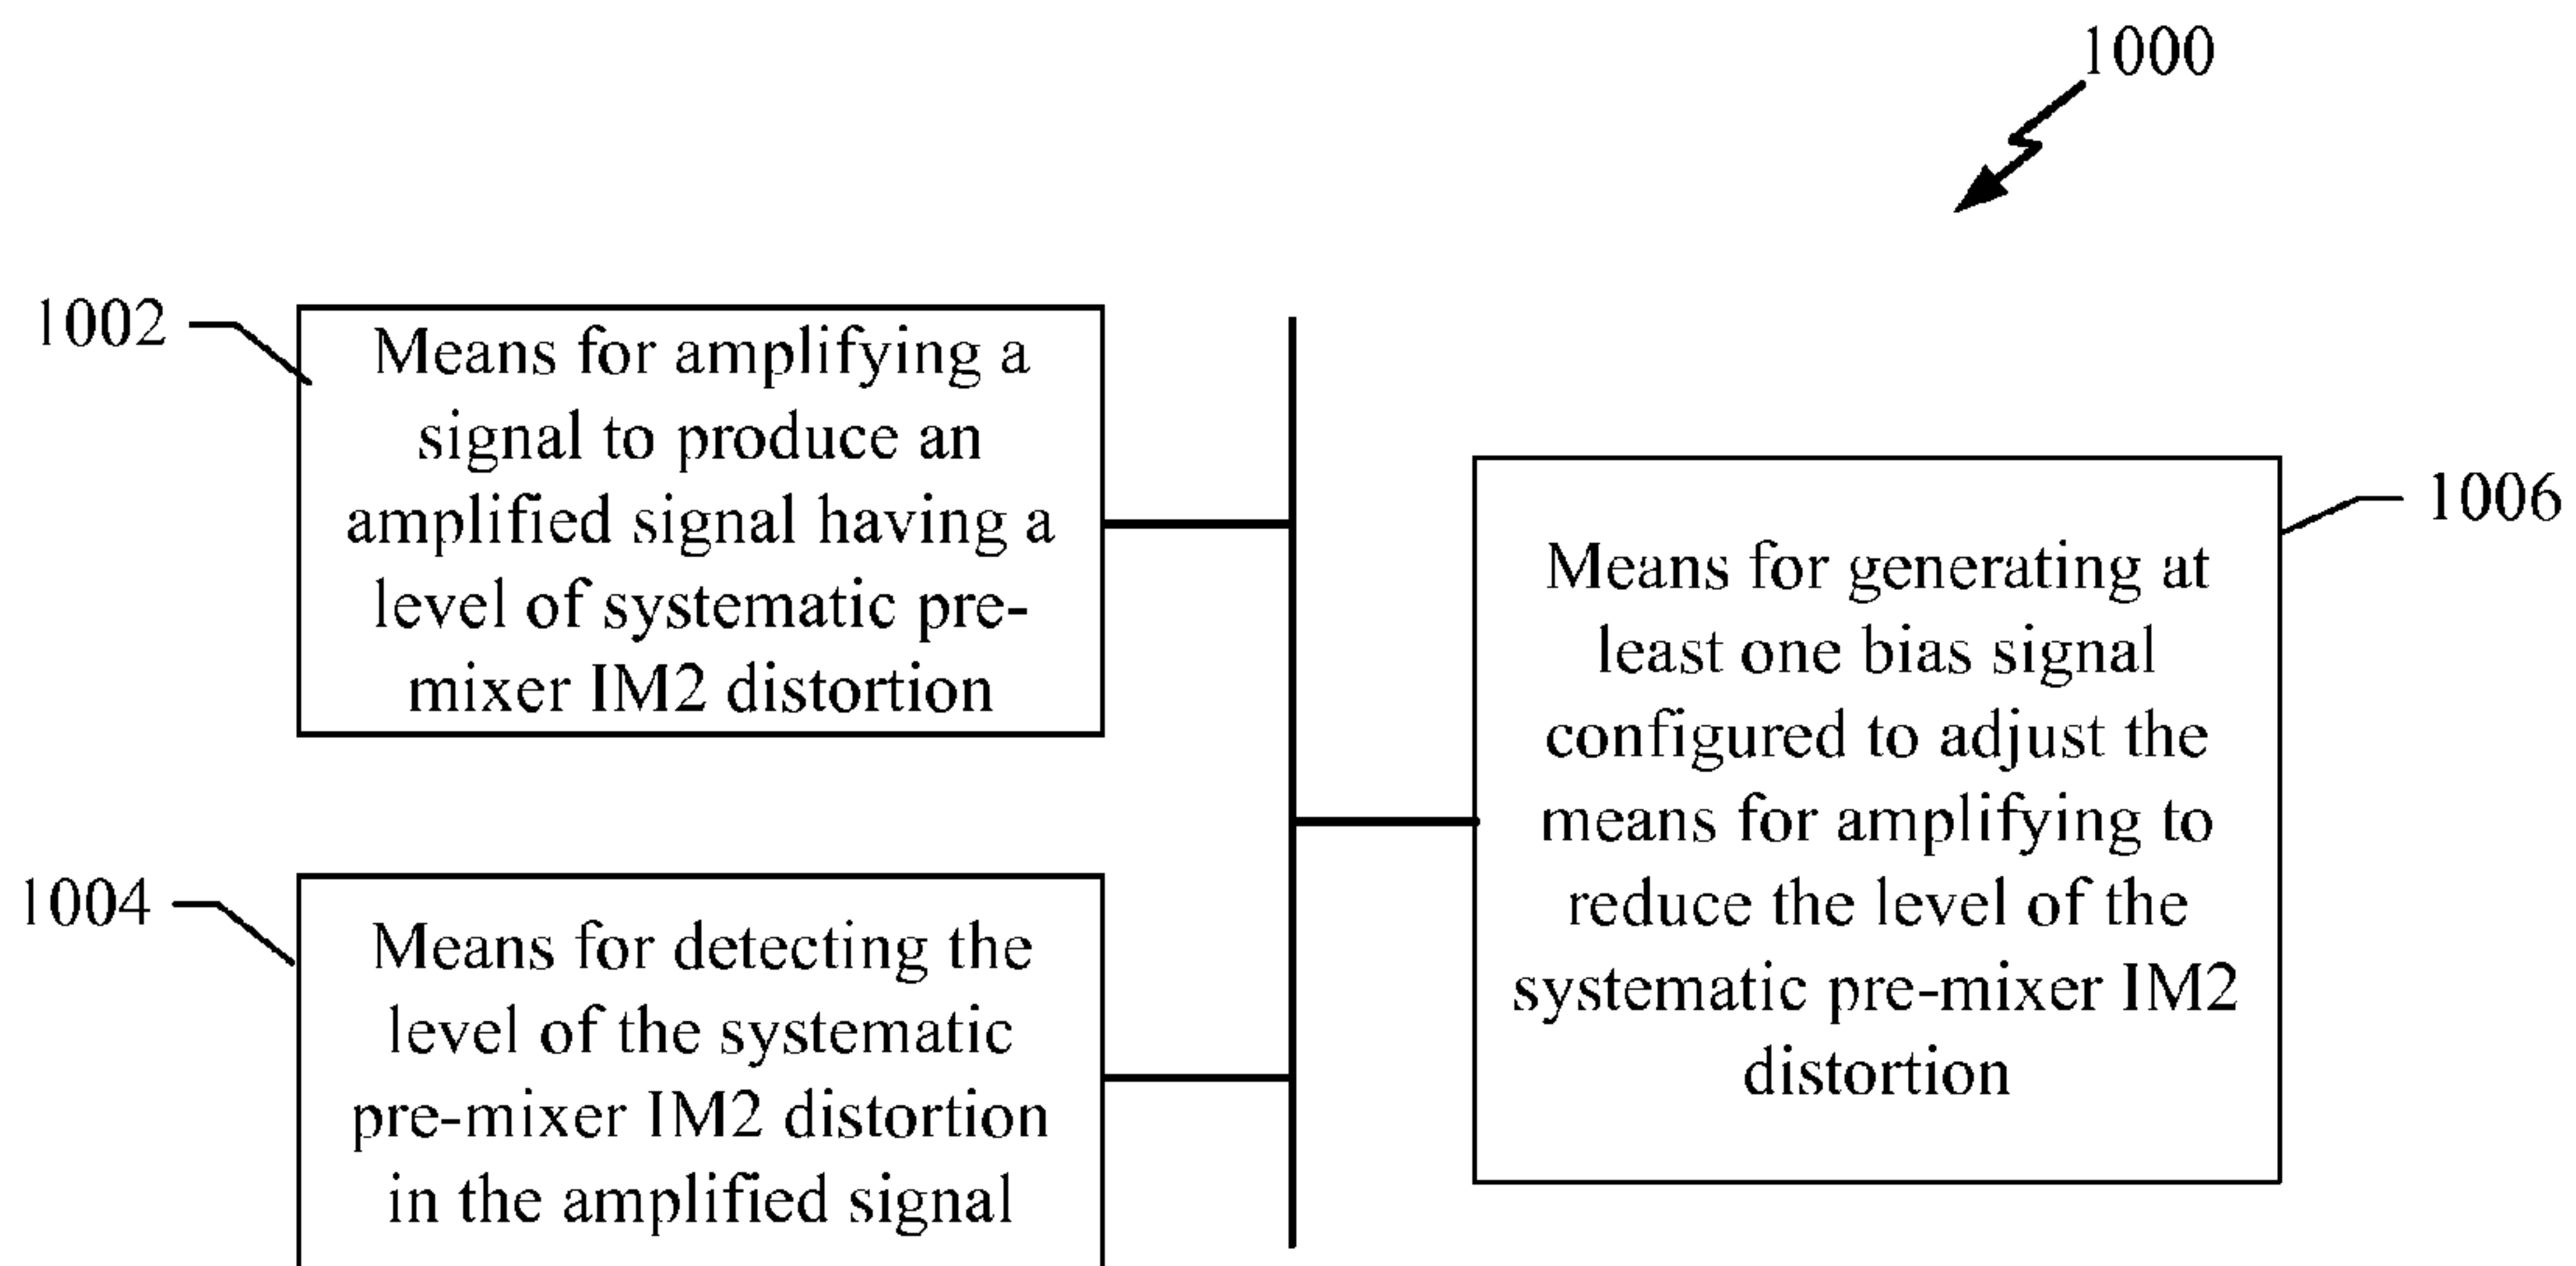 1000
1002
Means for amplifying a
signal to produce an
amplified signal having a
level of systematic pre-
mixer IM2 distortion
1004
Means for detecting the
level of the systematic
pre-mixer IM2 distortion
in the amplified signal
1006
Means for generating at
least one bias signal
configured to adjust the
means for amplifying to
reduce the level of the
systematic pre-mixer IM2
distortion